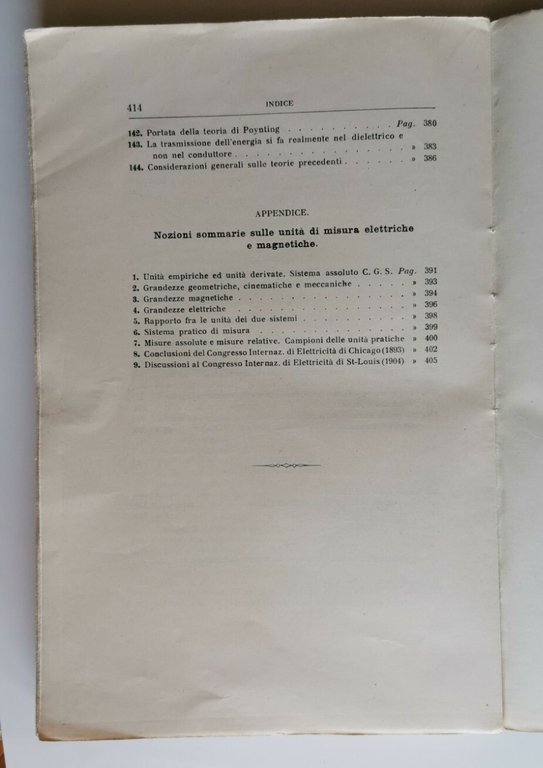 414
INDICE
142. Portata della teoria di Poynting . . . . . . . . . . Pag. 380
143. La trasmissione dell'energia si fa realmente nel dielettrico e
non nel conduttore . . . . . . . . . . . . . . . » 383
144. Considerazioni generali sulle teorie precedenti . . . . . » 386
APPENDICE.
Nozioni sommarie sulle unità di misura elettriche
e magnetiche.
1. Unità empiriche ed unità derivate. Sistema assoluto C. G. S. Pag. 391
2. Grandezze geometriche, cinematiche e meccaniche . . . . . » 393
3. Grandezze magnetiche . . . . . . . . . . . . . . » 394
4. Grandezze elettriche . . . . . . . . . . . . . . » 396
5. Rapporto fra le unità dei due sistemi . . . . . . . . . » 398
6. Sistema pratico di misura . . . . . . . . . . . » 399
7. Misure assolute e misure relative. Campioni delle unità pratiche » 400
8. Conclusioni del Congresso Internaz. di Elettricità di Chicago (1893) » 402
9. Discussioni al Congresso Internaz. di Elettricità di St-Louis (1904) » 405